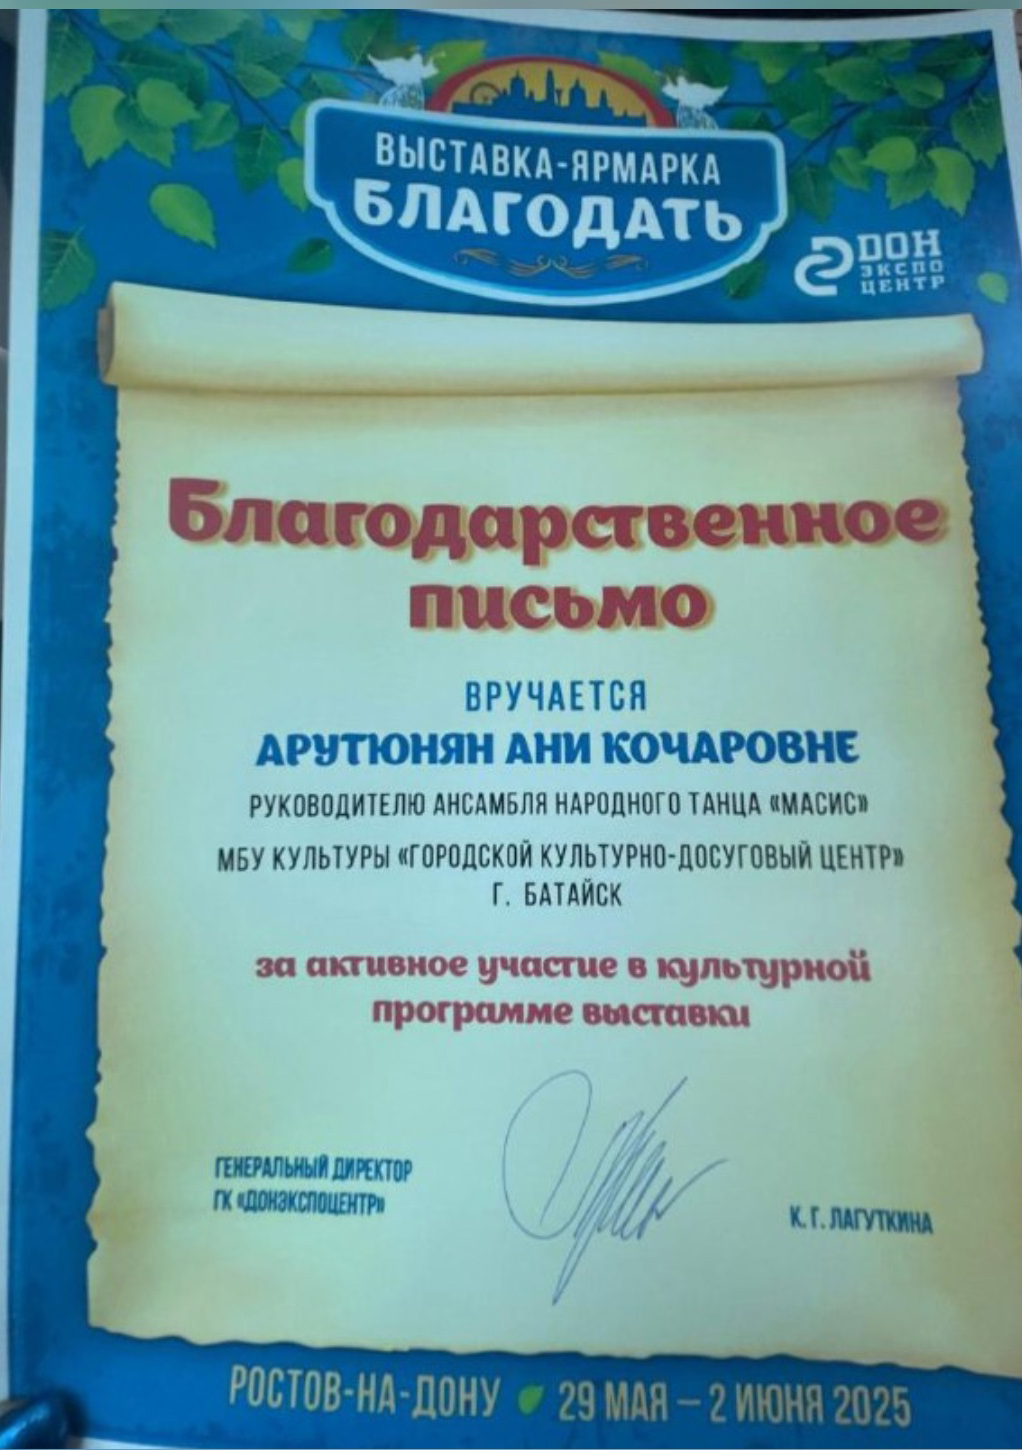 ВЫСТАВКА-ЯРМАРКА
БЛАГОДАТЬ
ДОН
ЭКСПО
ЦЕНТР
Благодарственное
письмо
ВРУЧАЕТСЯ
АРУТЮНЯН АНИ КОЧАРОВНЕ
РУКОВОДИТЕЛЮ АНСАМБЛЯ НАРОДНОГО ТАНЦА «МАСИС»
МБУ КУЛЬТУРЫ «ГОРОДСКОЙ КУЛЬТУРНО-ДОСУГОВЫЙ ЦЕНТР»
Г. БАТАЙСК
за активное участие в культурной
программе выставки
ГЕНЕРАЛЬНЫЙ ДИРЕКТОР
ГК «ДОНЭКСПОЦЕНТР»
К. Г. ЛАГУТКИНА
РОСТОВ-НА-ДОНУ 29 МАЯ – 2 ИЮНЯ 2025